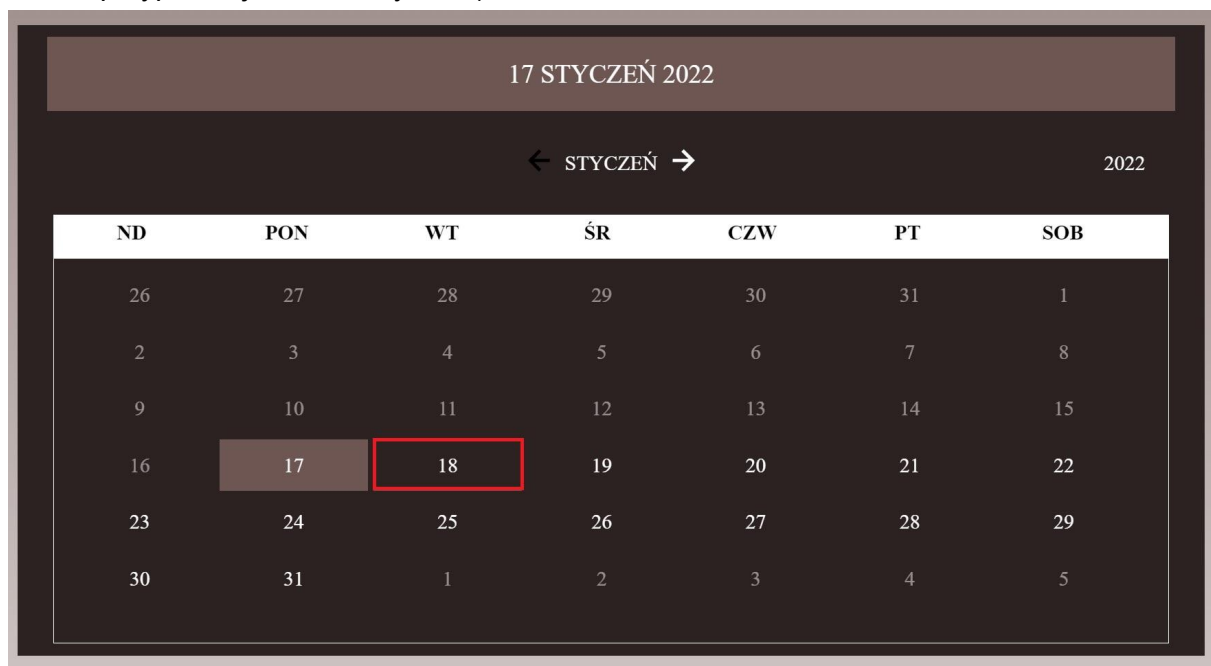 17 STYCZEŃ 2022
← STYCZEŃ → 2022
ND PON WT ŚR CZW PT SOB
26 27 28 29 30 31 1
2 3 4 5 6 7 8
9 10 11 12 13 14 15
16 17 18 19 20 21 22
23 24 25 26 27 28 29
30 31 1 2 3 4 5